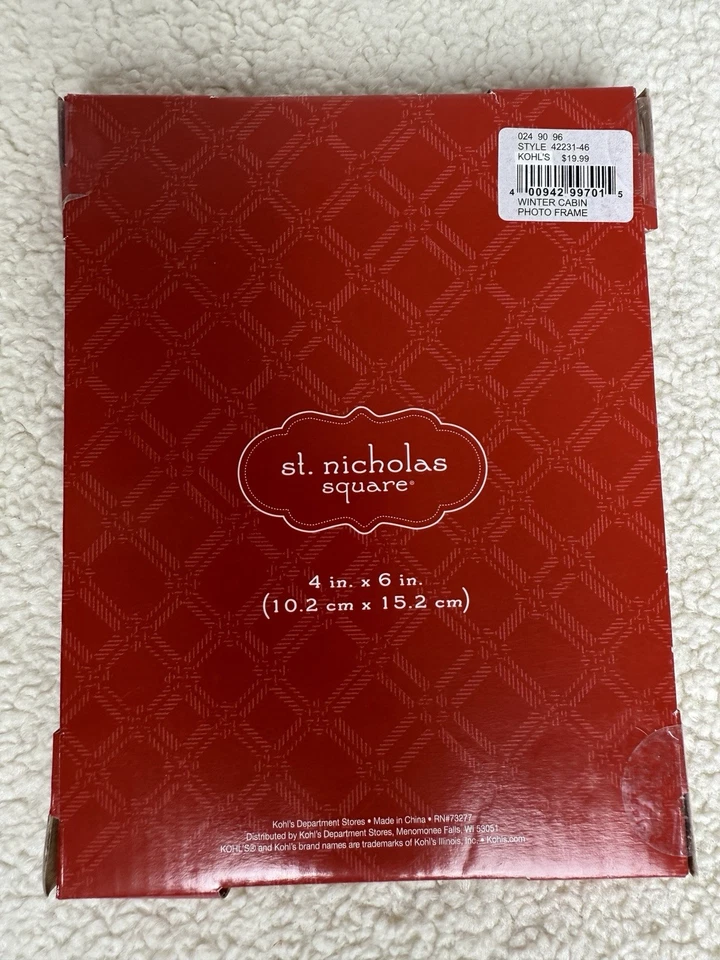 024 90 96
STYLE 42231-46
KOHL'S $19.99
4 00942 99701 5
WINTER CABIN
PHOTO FRAME
st. nicholas
square®
4 in. x 6 in.
(10.2 cm x 15.2 cm)
Kohl's Department Stores • Made in China • RN#73277
Distributed by Kohl's Department Stores, Menomonee Falls, WI 53051
KOHL'S® and Kohl's brand names are trademarks of Kohl's Illinois, Inc. • Kohls.com